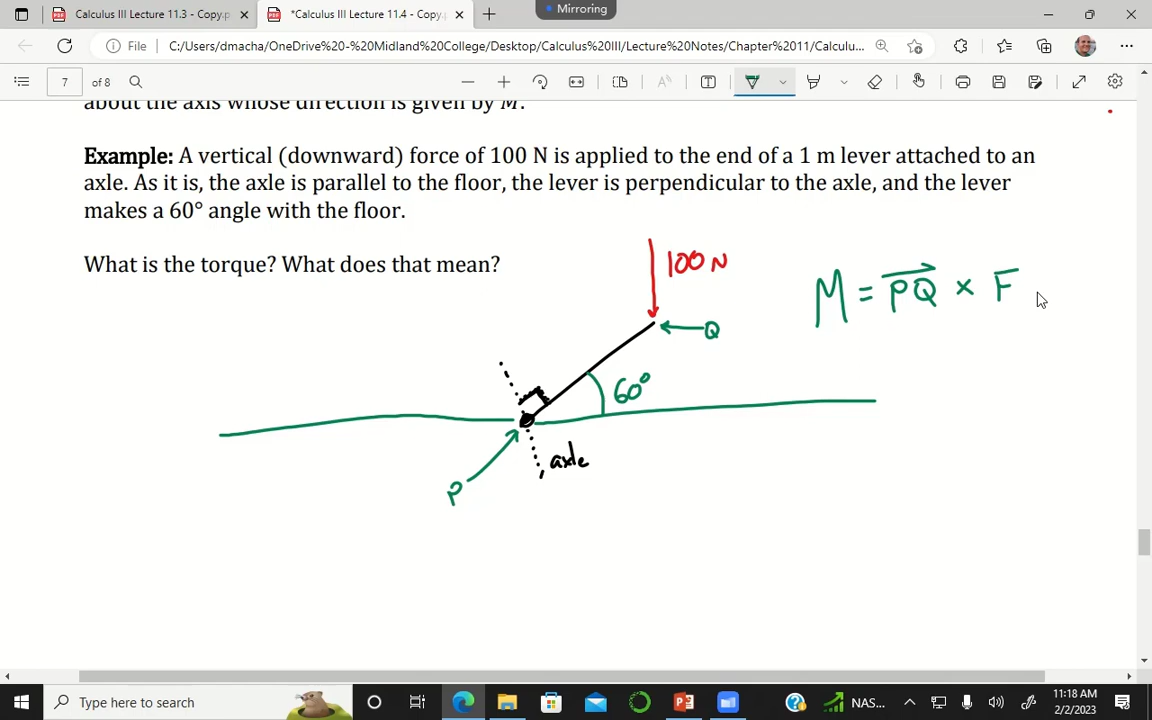 Mirroring
Calculus III Lecture 11.3 - Copy.p
*Calculus III Lecture 11.4 - Copy.
File
C:/Users/dmacha/OneDrive%20-%20Midland%20College/Desktop/Calculus%20III/Lecture%20Notes/Chapter%2011/Calculu...
7 of 8
about the axis whose direction is given by M.
Example: A vertical (downward) force of 100 N is applied to the end of a 1 m lever attached to an
axle. As it is, the axle is parallel to the floor, the lever is perpendicular to the axle, and the lever
makes a 60° angle with the floor.
What is the torque? What does that mean?
100 N
M = PQ × F
Q
60°
axle
P
Type here to search
NAS...
11:18 AM
2/2/2023